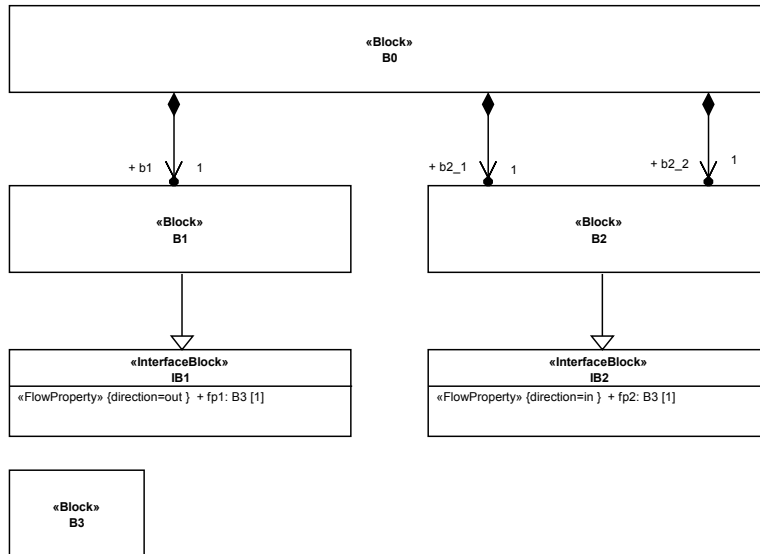 «Block»
B0
+ b1 1
+ b2_1 1
+ b2_2 1
«Block»
B1
«Block»
B2
«InterfaceBlock»
IB1
«FlowProperty» {direction=out } + fp1: B3 [1]
«InterfaceBlock»
IB2
«FlowProperty» {direction=in } + fp2: B3 [1]
«Block»
B3